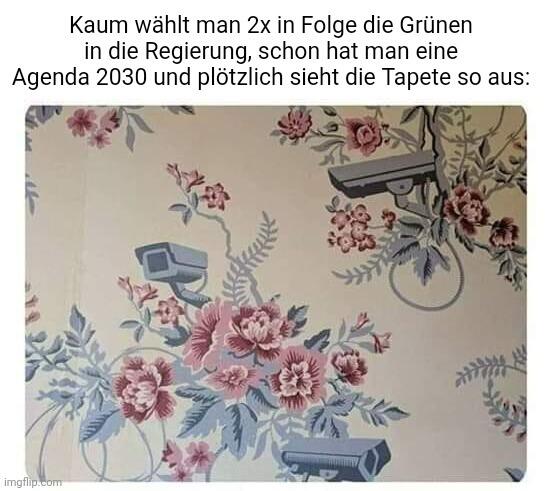 Kaum wählt man 2x in Folge die Grünen
in die Regierung, schon hat man eine
Agenda 2030 und plötzlich sieht die Tapete so aus:
imgflip.com